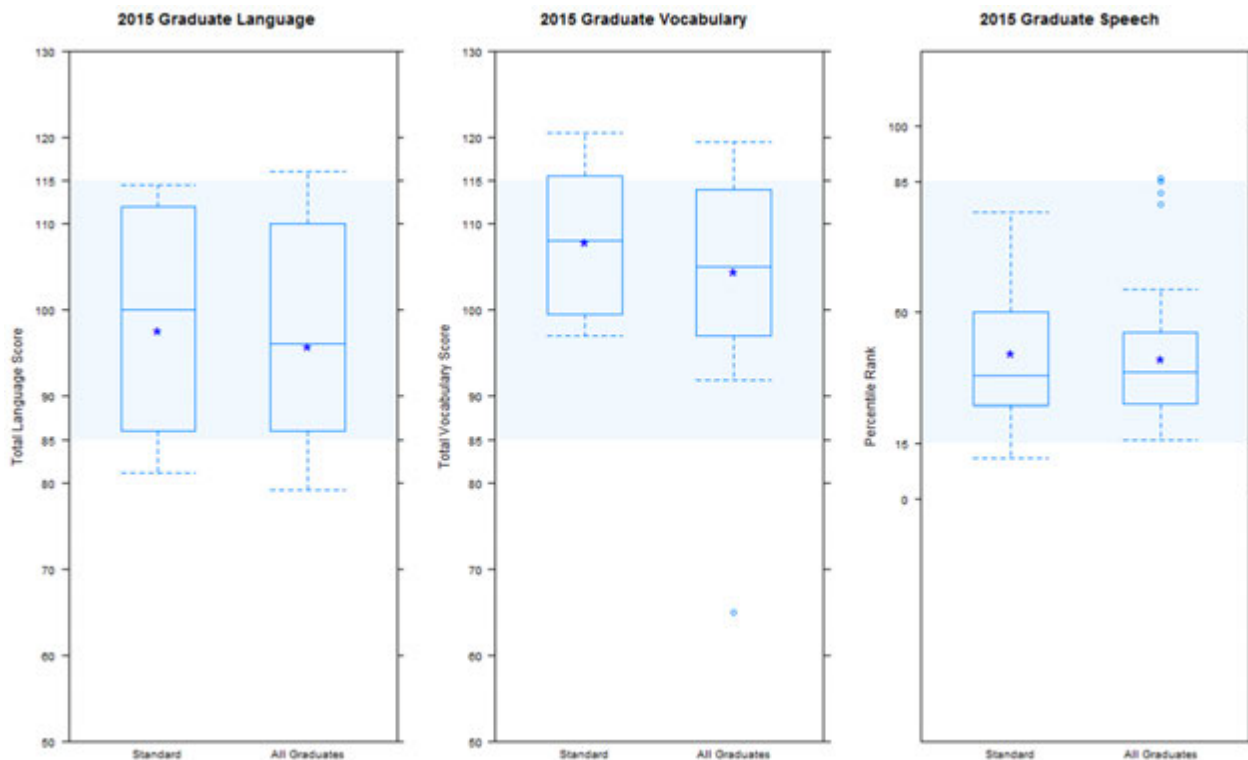 2015 Graduate Language
130
120
115
110
100
90
85
80
70
60
50
Total Language Score
Standard
All Graduates
2015 Graduate Vocabulary
130
120
115
110
100
90
85
80
70
60
50
Total Vocabulary Score
Standard
All Graduates
2015 Graduate Speech
100
85
50
15
0
Percentile Rank
Standard
All Graduates